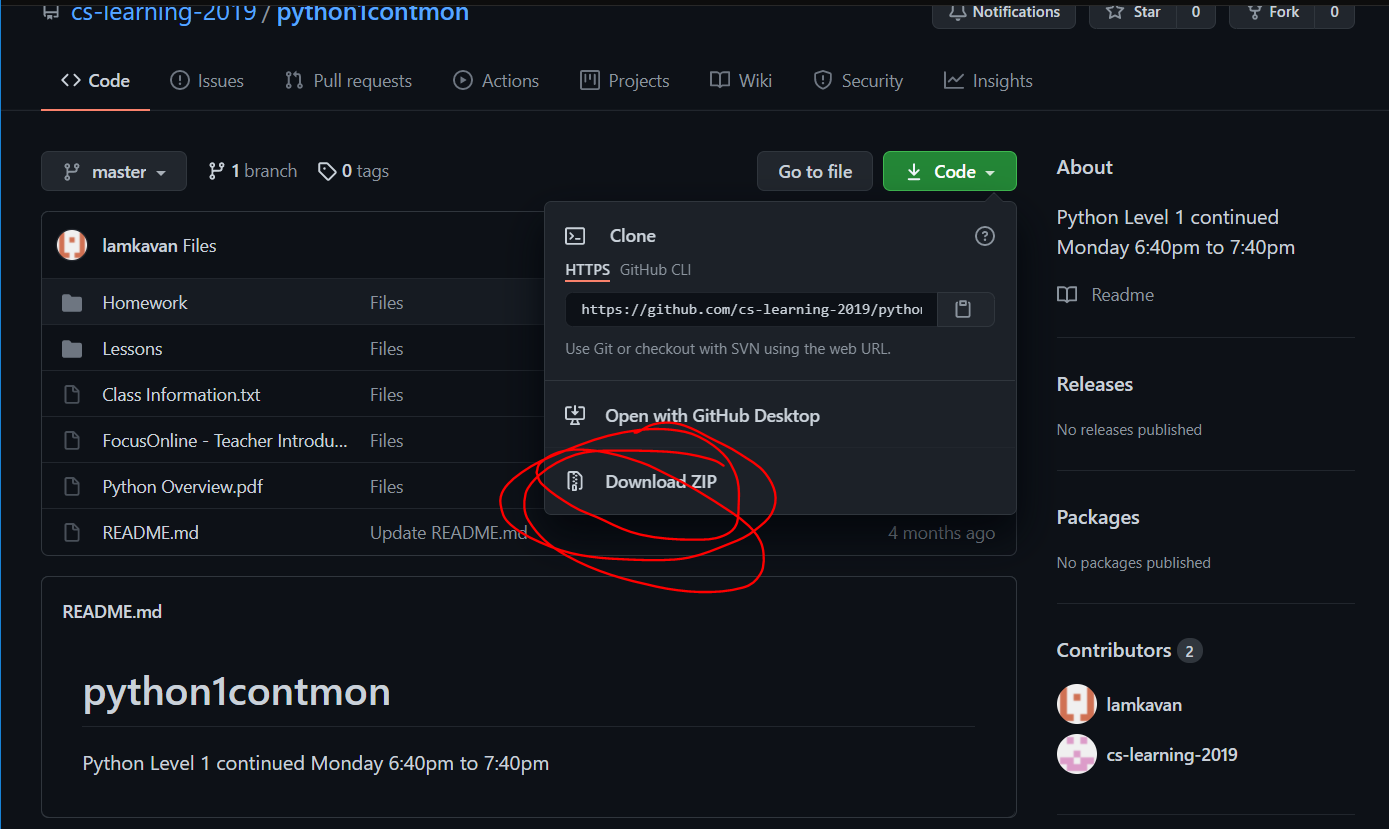 cs-learning-2019 / python1contmon
Notifications
Star 0
Fork 0
Code
Issues
Pull requests
Actions
Projects
Wiki
Security
Insights
master
1 branch
0 tags
Go to file
Code
lamkavan Files
Homework Files
Lessons Files
Class Information.txt Files
FocusOnline - Teacher Introdu... Files
Python Overview.pdf Files
README.md Update README.md 4 months ago
Clone
HTTPS GitHub CLI
https://github.com/cs-learning-2019/pytho
Use Git or checkout with SVN using the web URL.
Open with GitHub Desktop
Download ZIP
README.md
python1contmon
Python Level 1 continued Monday 6:40pm to 7:40pm
About
Python Level 1 continued
Monday 6:40pm to 7:40pm
Readme
Releases
No releases published
Packages
No packages published
Contributors 2
lamkavan
cs-learning-2019